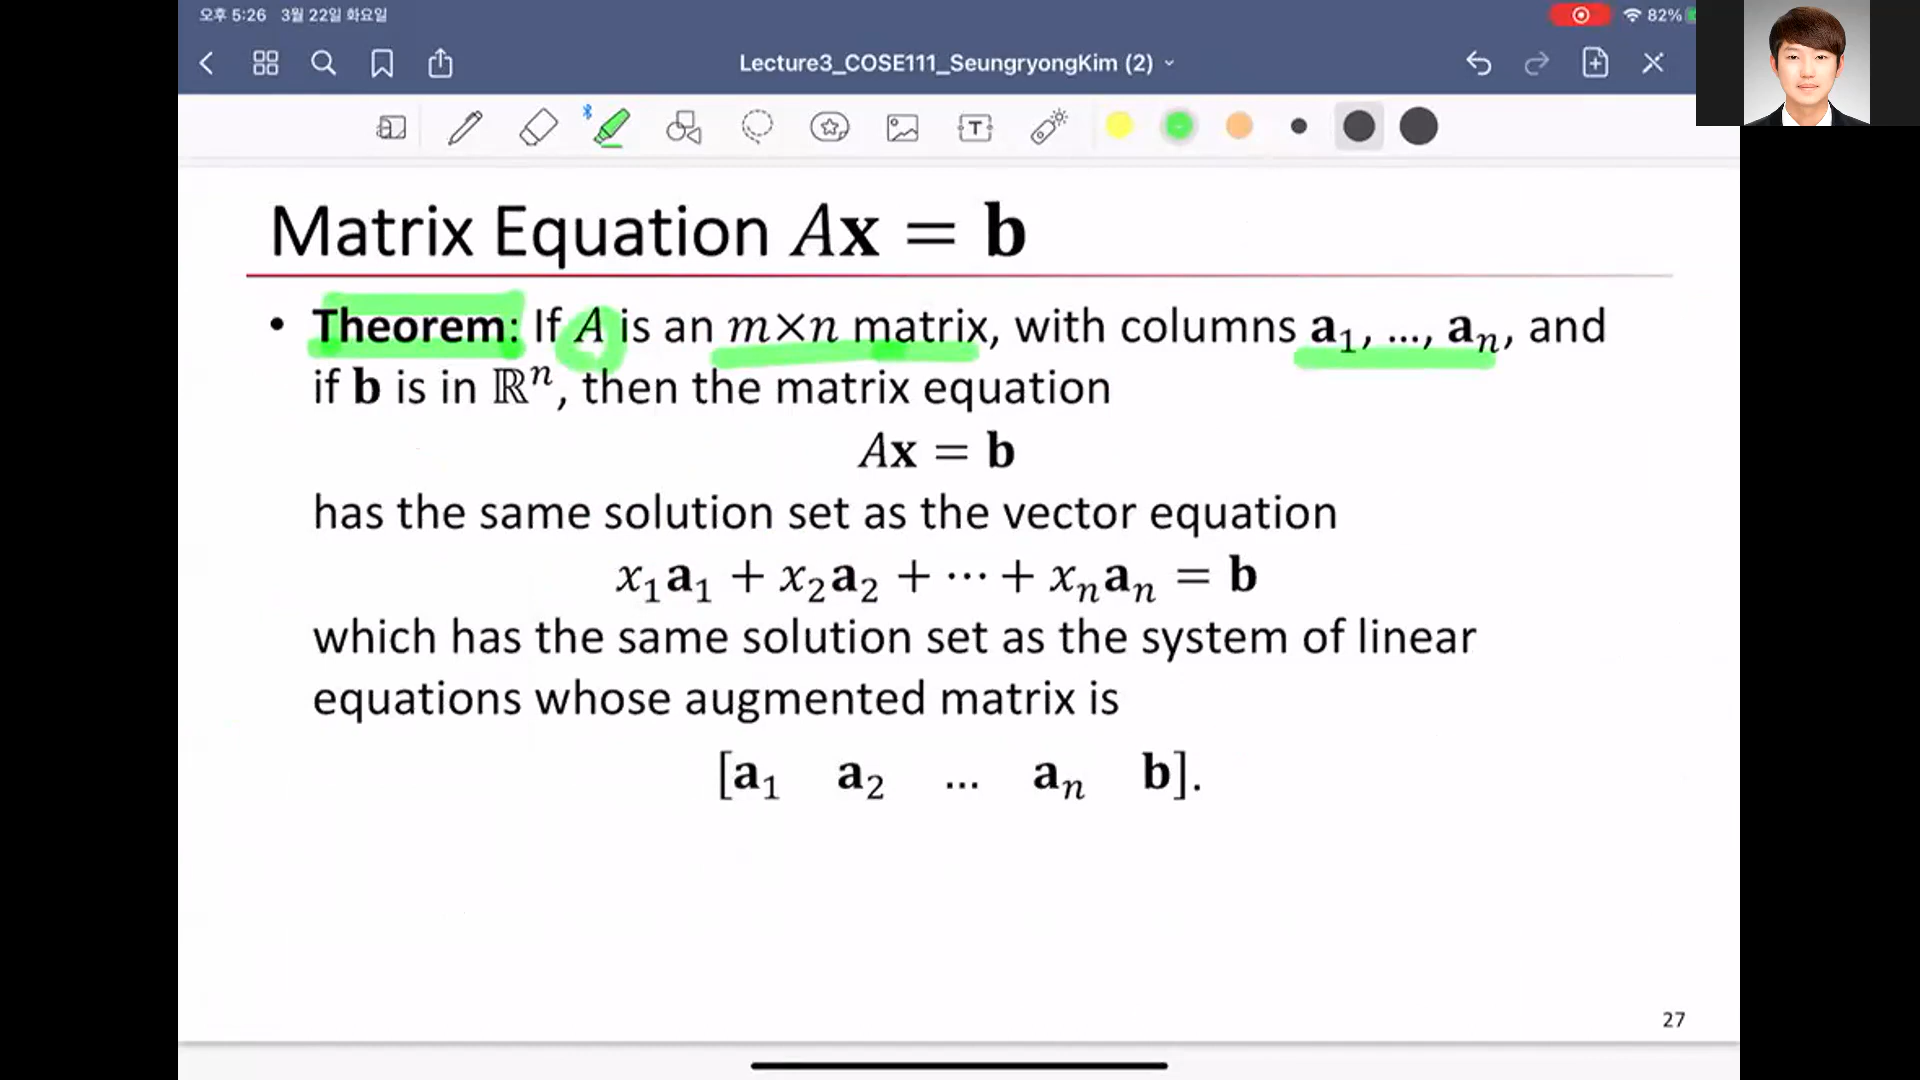 오후 5:26 3월 22일 화요일
82%
Lecture3_COSE111_SeungryongKim (2)
Matrix Equation Ax = b
• Theorem: If A is an m×n matrix, with columns a₁, …, aₙ, and
if b is in ℝⁿ, then the matrix equation
Ax = b
has the same solution set as the vector equation
x₁a₁ + x₂a₂ + ⋯ + xₙaₙ = b
which has the same solution set as the system of linear
equations whose augmented matrix is
[a₁ a₂ … aₙ b].
27